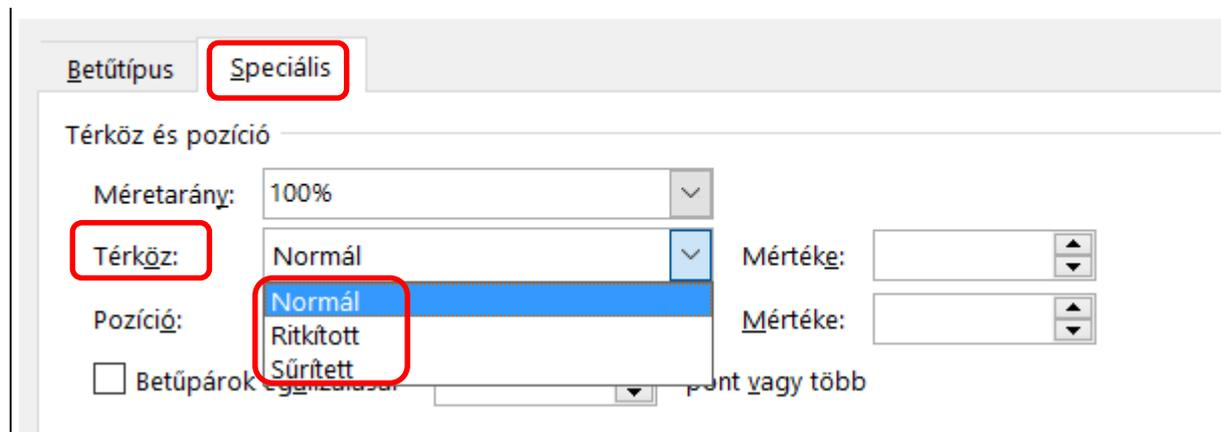 Betűtípus Speciális
Térköz és pozíció
Méretarány: 100%
Térköz: Normál Mértéke:
Normál
Pozíció: Mértéke:
Ritkított
Sűrített
Betűpárok pont vagy több